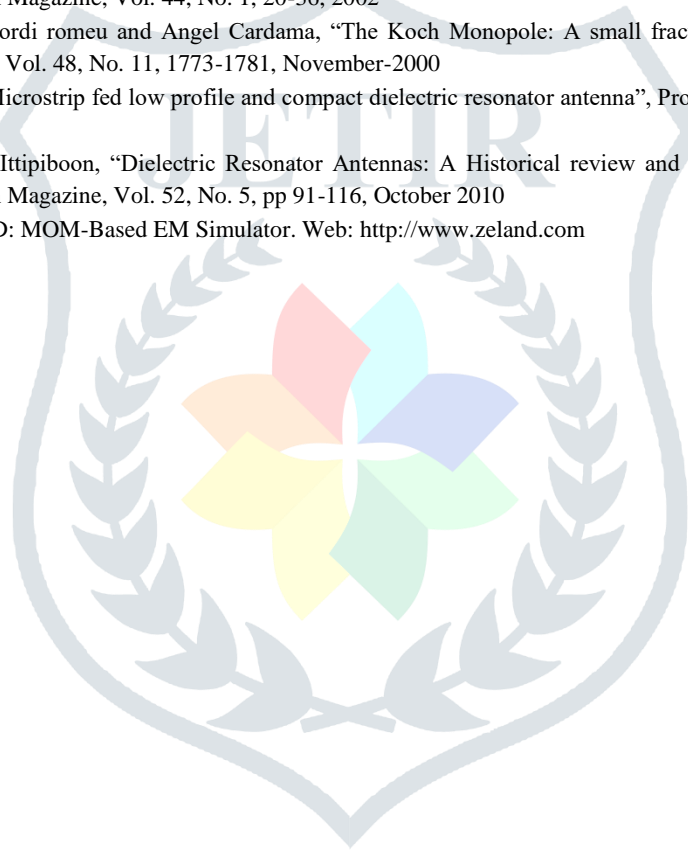 Magazine, Vol. 44, No. 1, 20-36, 2002
ordi romeu and Angel Cardama, “The Koch Monopole: A small frac
Vol. 48, No. 11, 1773-1781, November-2000
Microstrip fed low profile and compact dielectric resonator antenna”, Pro
JETIR
Ittipiboon, “Dielectric Resonator Antennas: A Historical review and
Magazine, Vol. 52, No. 5, pp 91-116, October 2010
D: MOM-Based EM Simulator. Web: http://www.zeland.com